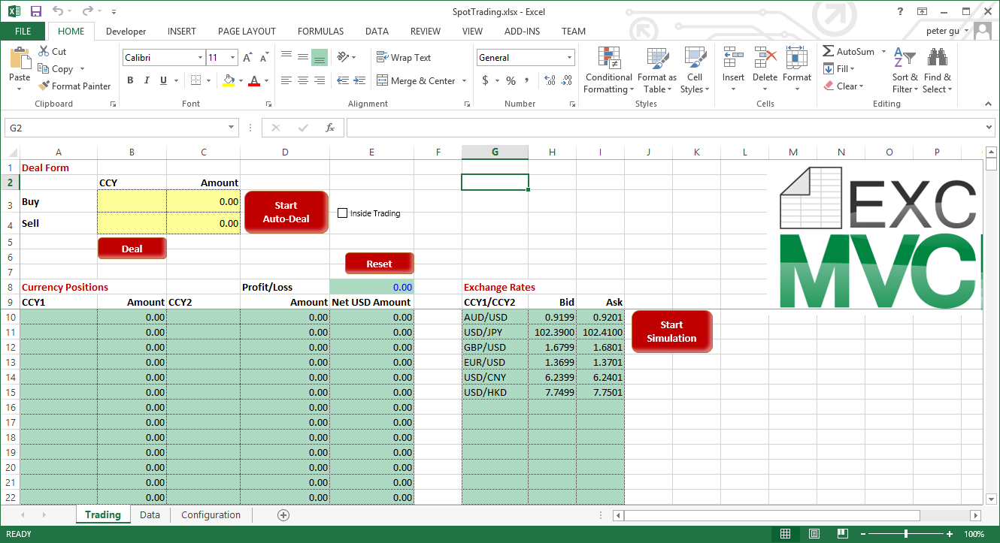 SpotTrading.xlsx - Excel
?
FILE HOME Developer INSERT PAGE LAYOUT FORMULAS DATA REVIEW VIEW ADD-INS TEAM peter gu
Paste Cut Copy Format Painter
Calibri 11 A A B I U A
Wrap Text Merge & Center
General $ % ,
Conditional Formatting Format as Table Cell Styles
Insert Delete Format
AutoSum Fill Clear Sort & Filter Find & Select
Clipboard Font Alignment Number Styles Cells Editing
G2 fx
A B C D E F G H I J K L M N O P
1 Deal Form
2 CCY Amount
3 Buy 0.00
Start Auto-Deal
Inside Trading
4 Sell 0.00
5 Deal
6 Reset
7
8 Currency Positions Profit/Loss 0.00 Exchange Rates
9 CCY1 Amount CCY2 Amount Net USD Amount CCY1/CCY2 Bid Ask
10 0.00 0.00 0.00 AUD/USD 0.9199 0.9201
11 0.00 0.00 0.00 USD/JPY 102.3900 102.4100
12 0.00 0.00 0.00 GBP/USD 1.6799 1.6801
13 0.00 0.00 0.00 EUR/USD 1.3699 1.3701
14 0.00 0.00 0.00 USD/CNY 6.2399 6.2401
15 0.00 0.00 0.00 USD/HKD 7.7499 7.7501
16 0.00 0.00 0.00
17 0.00 0.00 0.00
18 0.00 0.00 0.00
19 0.00 0.00 0.00
20 0.00 0.00 0.00
21 0.00 0.00 0.00
22 0.00 0.00 0.00
Start Simulation
EXC
MVC
Trading Data Configuration
READY 100%